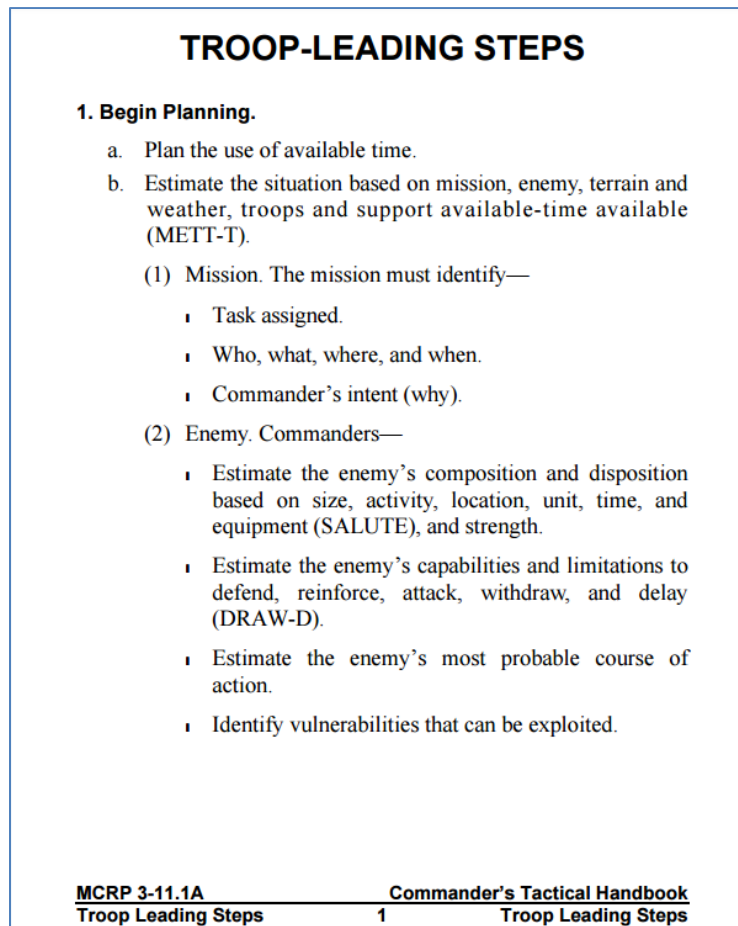 TROOP-LEADING STEPS
1. Begin Planning.
a. Plan the use of available time.
b. Estimate the situation based on mission, enemy, terrain and
weather, troops and support available-time available
(METT-T).
(1) Mission. The mission must identify—
Task assigned.
Who, what, where, and when.
Commander’s intent (why).
(2) Enemy. Commanders—
Estimate the enemy’s composition and disposition
based on size, activity, location, unit, time, and
equipment (SALUTE), and strength.
Estimate the enemy’s capabilities and limitations to
defend, reinforce, attack, withdraw, and delay
(DRAW-D).
Estimate the enemy’s most probable course of
action.
Identify vulnerabilities that can be exploited.
MCRP 3-11.1A Commander’s Tactical Handbook
Troop Leading Steps 1 Troop Leading Steps